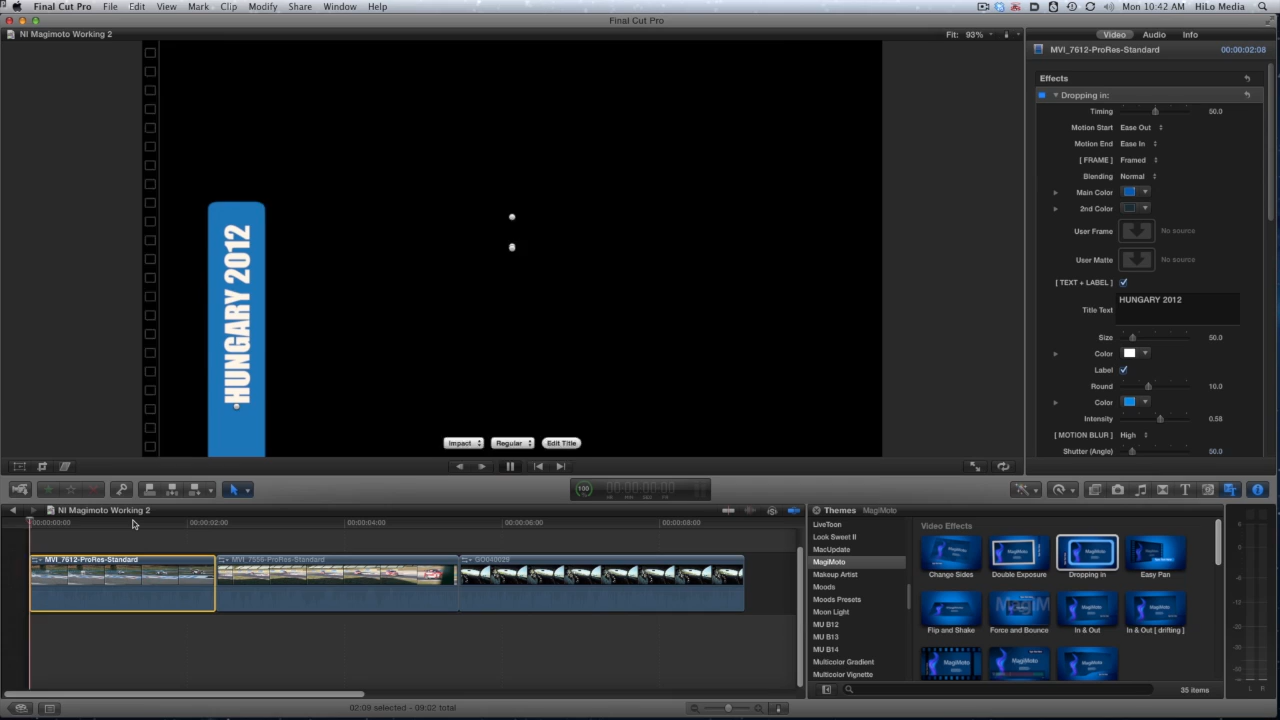 Final Cut Pro File Edit View Mark Clip Modify Share Window Help Mon 10:42 AM HiLo Media
Final Cut Pro
NI Magimoto Working 2 Fit: 93% Video Audio Info
MVI_7612-ProRes-Standard 00:00:02:08
Effects
Dropping in:
Timing 50.0
Motion Start Ease Out
Motion End Ease In
[ FRAME ] Framed
Blending Normal
Main Color
2nd Color
User Frame No source
User Matte No source
[ TEXT + LABEL ]
Title Text HUNGARY 2012
Size 50.0
Color
Label
Round 10.0
Color
Intensity 0.58
[ MOTION BLUR ] High
Shutter (Angle) 50.0
HUNGARY 2012
Impact Regular Edit Title
100 00:00:00:00
NI Magimoto Working 2
00:00:00:00 00:00:02:00 00:00:04:00 00:00:06:00 00:00:08:00
MVI_7612-ProRes-Standard MVI_7556-ProRes-Standard GO040028
Themes MagiMoto
LiveToon
Look Sweet II
MacUpdate
MagiMoto
Makeup Artist
Moods
Moods Presets
Moon Light
MU B12
MU B13
MU B14
Multicolor Gradient
Multicolor Vignette
Video Effects
Change Sides Double Exposure Dropping in Easy Pan
Flip and Shake Force and Bounce In & Out In & Out [ drifting ]
35 items
02:09 selected - 09:02 total